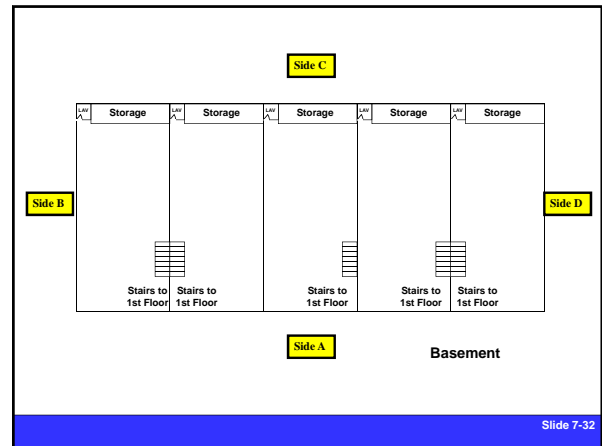 Side C
LAV Storage LAV Storage LAV Storage LAV Storage LAV Storage
Side B
Side D
Stairs to Stairs to Stairs to Stairs to Stairs to
1st Floor 1st Floor 1st Floor 1st Floor 1st Floor
Side A
Basement
Slide 7-32